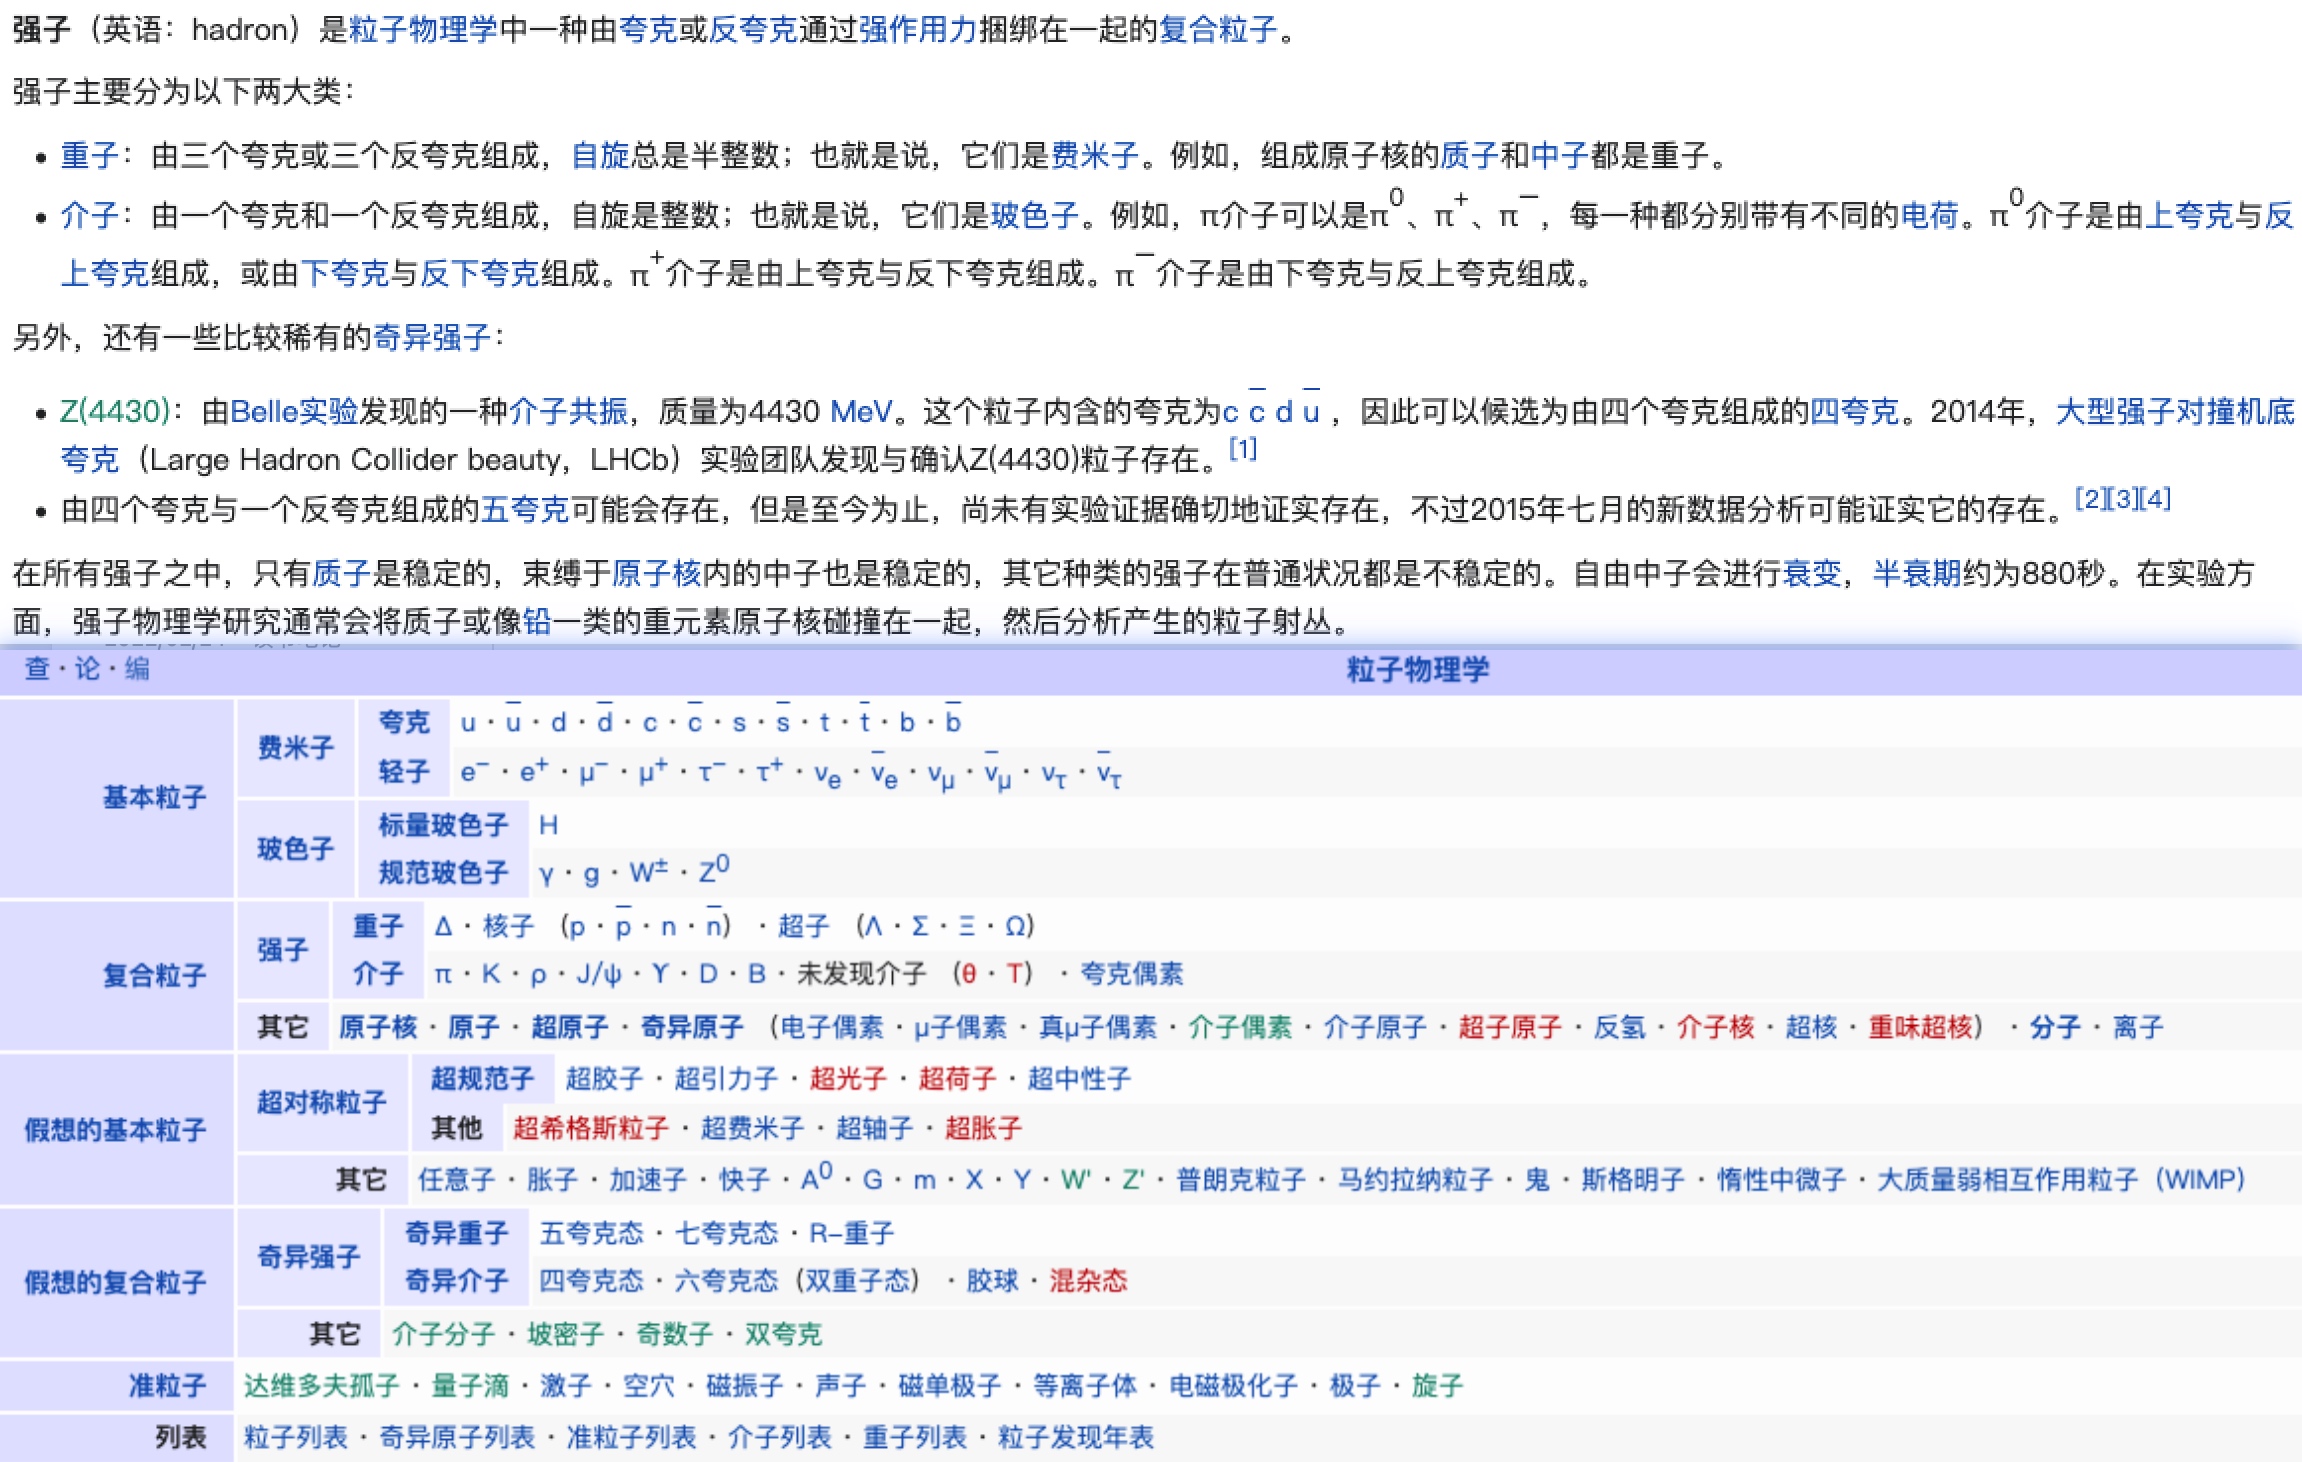 强子（英语：hadron）是粒子物理学中一种由夸克或反夸克通过强作用力捆绑在一起的复合粒子。
强子主要分为以下两大类：
• 重子：由三个夸克或三个反夸克组成，自旋总是半整数；也就是说，它们是费米子。例如，组成原子核的质子和中子都是重子。
• 介子：由一个夸克和一个反夸克组成，自旋是整数；也就是说，它们是玻色子。例如，π介子可以是π⁰、π⁺、π⁻，每一种都分别带有不同的电荷。π⁰介子是由上夸克与反
上夸克组成，或由下夸克与反下夸克组成。π⁺介子是由上夸克与反下夸克组成。π⁻介子是由下夸克与反上夸克组成。
另外，还有一些比较稀有的奇异强子：
• Z(4430)：由Belle实验发现的一种介子共振，质量为4430 MeV。这个粒子内含的夸克为c c̄ d ū ，因此可以候选为由四个夸克组成的四夸克。2014年，大型强子对撞机底
夸克（Large Hadron Collider beauty，LHCb）实验团队发现与确认Z(4430)粒子存在。[1]
• 由四个夸克与一个反夸克组成的五夸克可能会存在，但是至今为止，尚未有实验证据确切地证实存在，不过2015年七月的新数据分析可能证实它的存在。[2][3][4]
在所有强子之中，只有质子是稳定的，束缚于原子核内的中子也是稳定的，其它种类的强子在普通状况都是不稳定的。自由中子会进行衰变，半衰期约为880秒。在实验方
面，强子物理学研究通常会将质子或像铅一类的重元素原子核碰撞在一起，然后分析产生的粒子射丛。
查·论·编 粒子物理学
基本粒子 费米子 夸克 u · ū · d · d̄ · c · c̄ · s · s̄ · t · t̄ · b · b̄
轻子 e⁻ · e⁺ · μ⁻ · μ⁺ · τ⁻ · τ⁺ · νe · ν̄e · νμ · ν̄μ · ντ · ν̄τ
玻色子 标量玻色子 H
规范玻色子 γ · g · W± · Z⁰
复合粒子 强子 重子 Δ · 核子 （p · p̄ · n · n̄） · 超子 （Λ · Σ · Ξ · Ω）
介子 π · K · ρ · J/ψ · ϒ · D · B · 未发现介子 （θ · T） · 夸克偶素
其它 原子核 · 原子 · 超原子 · 奇异原子 （电子偶素 · μ子偶素 · 真μ子偶素 · 介子偶素 · 介子原子 · 超子原子 · 反氢 · 介子核 · 超核 · 重味超核） · 分子 · 离子
假想的基本粒子 超对称粒子 超规范子 超胶子 · 超引力子 · 超光子 · 超荷子 · 超中性子
其他 超希格斯粒子 · 超费米子 · 超轴子 · 超胀子
其它 任意子 · 胀子 · 加速子 · 快子 · A⁰ · G · m · X · Y · W' · Z' · 普朗克粒子 · 马约拉纳粒子 · 鬼 · 斯格明子 · 惰性中微子 · 大质量弱相互作用粒子（WIMP）
假想的复合粒子 奇异强子 奇异重子 五夸克态 · 七夸克态 · R–重子
奇异介子 四夸克态 · 六夸克态（双重子态） · 胶球 · 混杂态
其它 介子分子 · 坡密子 · 奇数子 · 双夸克
准粒子 达维多夫孤子 · 量子滴 · 激子 · 空穴 · 磁振子 · 声子 · 磁单极子 · 等离子体 · 电磁极化子 · 极子 · 旋子
列表 粒子列表 · 奇异原子列表 · 准粒子列表 · 介子列表 · 重子列表 · 粒子发现年表